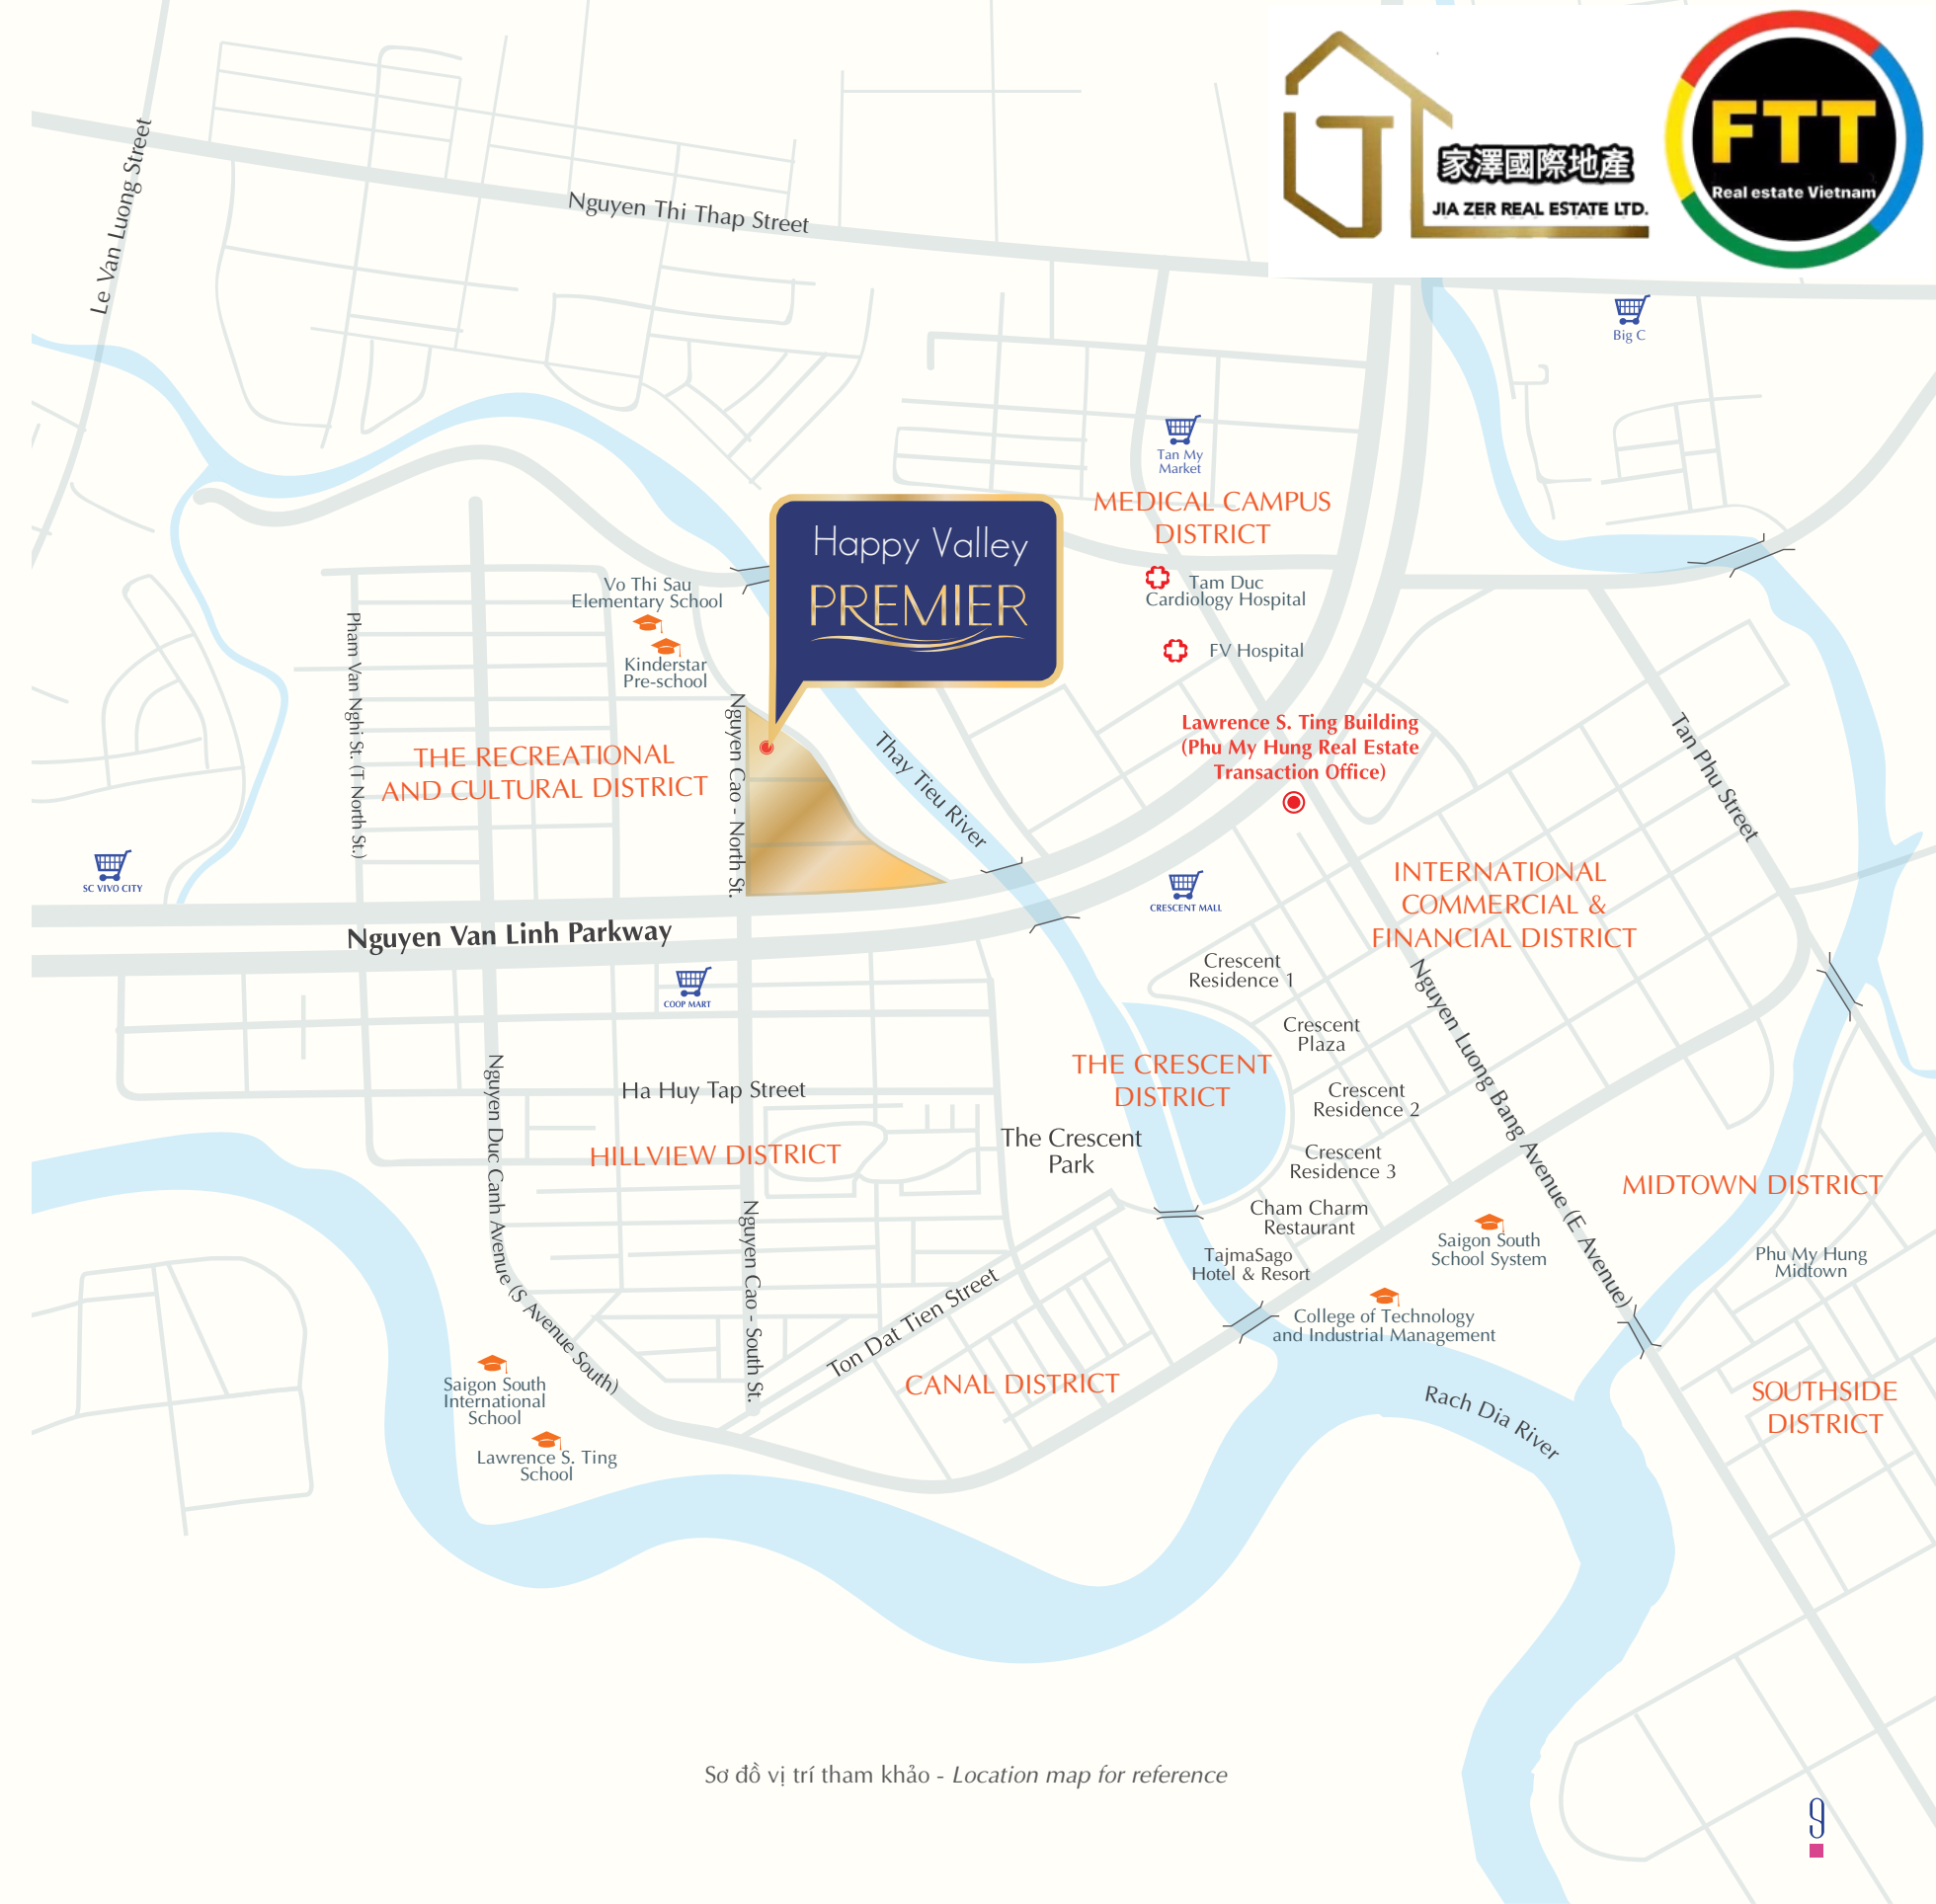 家澤國際地產
JIA ZER REAL ESTATE LTD.
FTT
Real estate Vietnam
Le Van Luong Street
Nguyen Thi Thap Street
Big C
Tan My
Market
MEDICAL CAMPUS
DISTRICT
Happy Valley
PREMIER
Tam Duc
Cardiology Hospital
Vo Thi Sau
Elementary School
Kinderstar
Pre-school
FV Hospital
Pham Van Nghi St. (T North St.)
Nguyen Cao - North St.
THE RECREATIONAL
AND CULTURAL DISTRICT
Thay Tieu River
Lawrence S. Ting Building
(Phu My Hung Real Estate
Transaction Office)
Tan Phu Street
SC VIVO CITY
CRESCENT MALL
INTERNATIONAL
COMMERCIAL &
FINANCIAL DISTRICT
Nguyen Van Linh Parkway
COOP MART
Crescent
Residence 1
Crescent
Plaza
Nguyen Luong Bang Avenue (E Avenue)
THE CRESCENT
DISTRICT
Ha Huy Tap Street
Crescent
Residence 2
Nguyen Duc Canh Avenue (S Avenue South)
HILLVIEW DISTRICT
The Crescent
Park
Crescent
Residence 3
MIDTOWN DISTRICT
Cham Charm
Restaurant
Nguyen Cao - South St.
TajmaSago
Hotel & Resort
Saigon South
School System
Phu My Hung
Midtown
Ton Dat Tien Street
College of Technology
and Industrial Management
CANAL DISTRICT
Saigon South
International
School
Rach Dia River
SOUTHSIDE
DISTRICT
Lawrence S. Ting
School
Sơ đồ vị trí tham khảo - Location map for reference
9